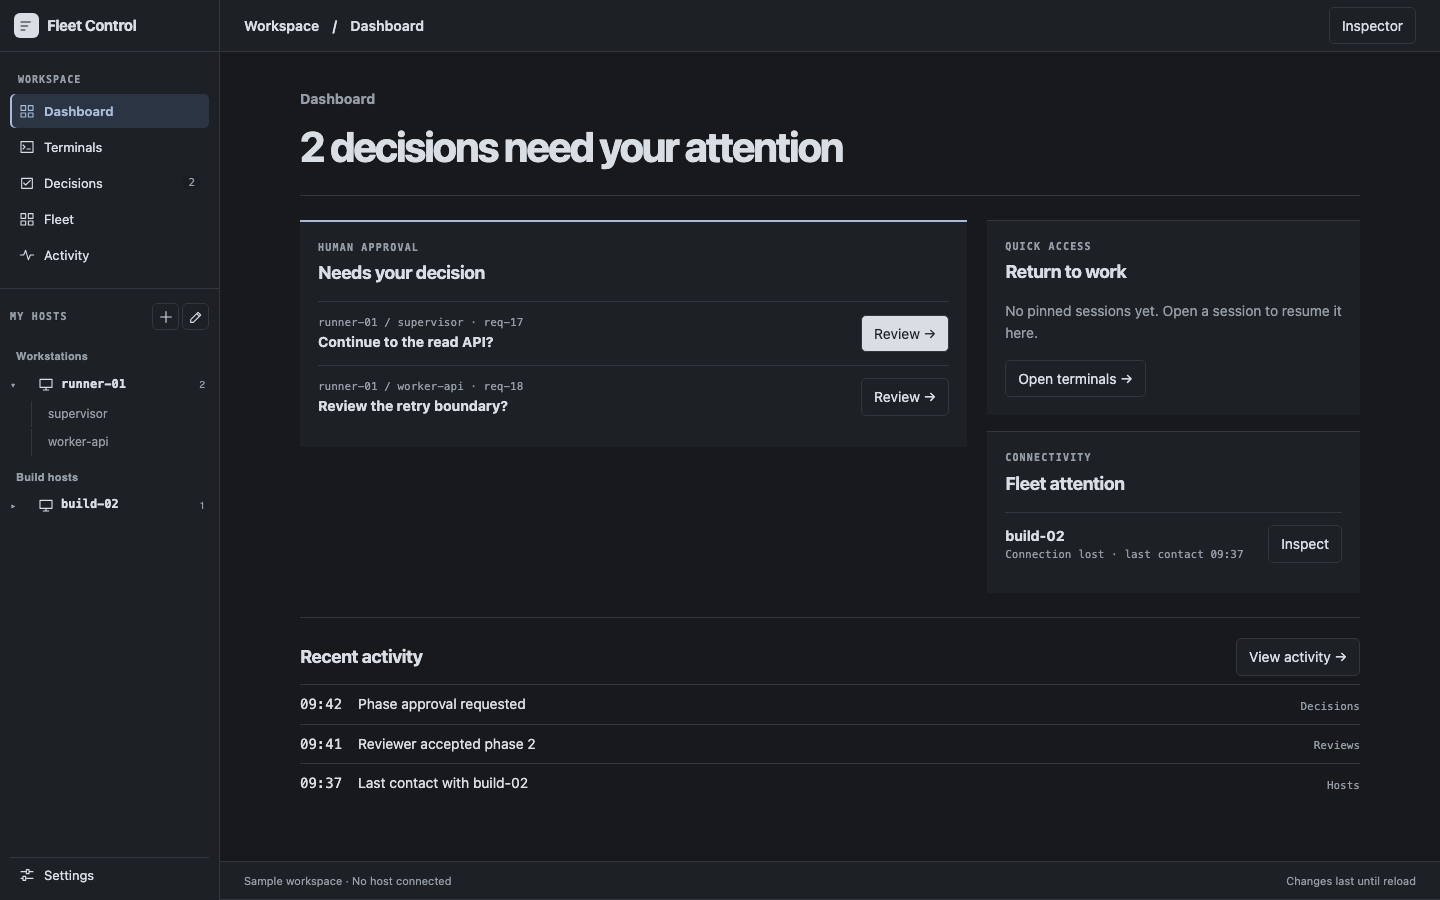 Fleet Control
Workspace / Dashboard
Inspector
WORKSPACE
Dashboard
Terminals
Decisions 2
Fleet
Activity
MY HOSTS
Workstations
runner-01 2
supervisor
worker-api
Build hosts
build-02 1
Settings
Dashboard
2 decisions need your attention
HUMAN APPROVAL
Needs your decision
runner-01 / supervisor · req-17
Continue to the read API?
Review →
runner-01 / worker-api · req-18
Review the retry boundary?
Review →
QUICK ACCESS
Return to work
No pinned sessions yet. Open a session to resume it
here.
Open terminals →
CONNECTIVITY
Fleet attention
build-02
Connection lost · last contact 09:37
Inspect
Recent activity
View activity →
09:42 Phase approval requested Decisions
09:41 Reviewer accepted phase 2 Reviews
09:37 Last contact with build-02 Hosts
Sample workspace · No host connected
Changes last until reload